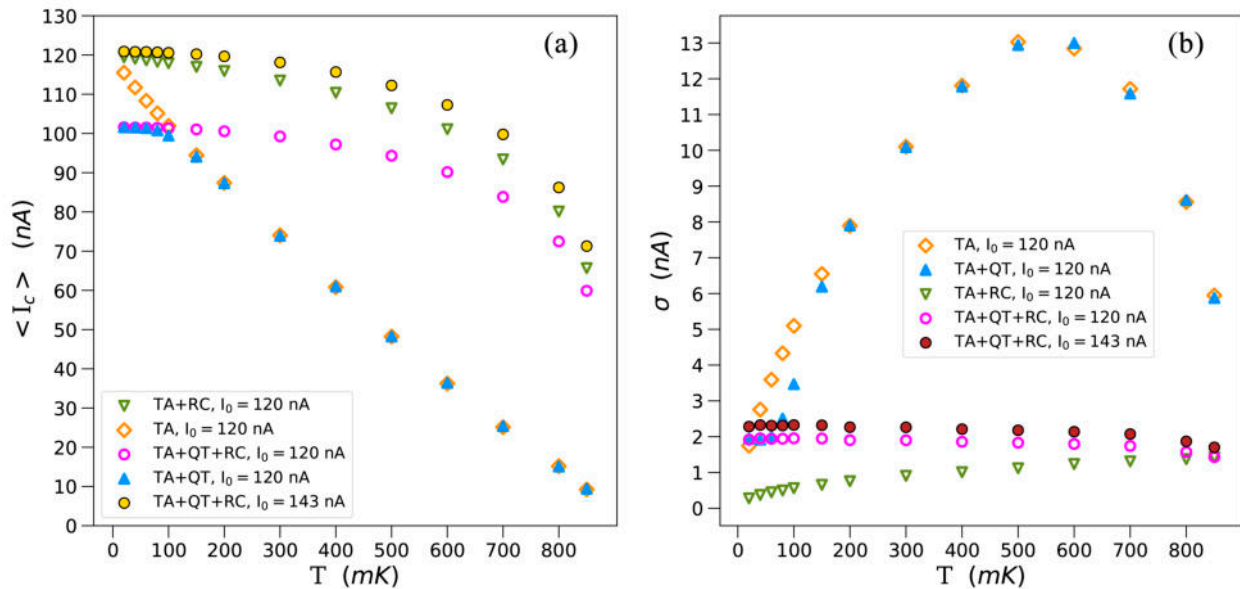 (a)
130
120
110
100
90
80
70
60
50
40
30
20
10
0
< I_c > (nA)
TA+RC, I_0 = 120 nA
TA, I_0 = 120 nA
TA+QT+RC, I_0 = 120 nA
TA+QT, I_0 = 120 nA
TA+QT+RC, I_0 = 143 nA
0 100 200 300 400 500 600 700 800
T (mK)
(b)
13
12
11
10
9
8
7
6
5
4
3
2
1
0
σ (nA)
TA, I_0 = 120 nA
TA+QT, I_0 = 120 nA
TA+RC, I_0 = 120 nA
TA+QT+RC, I_0 = 120 nA
TA+QT+RC, I_0 = 143 nA
0 100 200 300 400 500 600 700 800
T (mK)